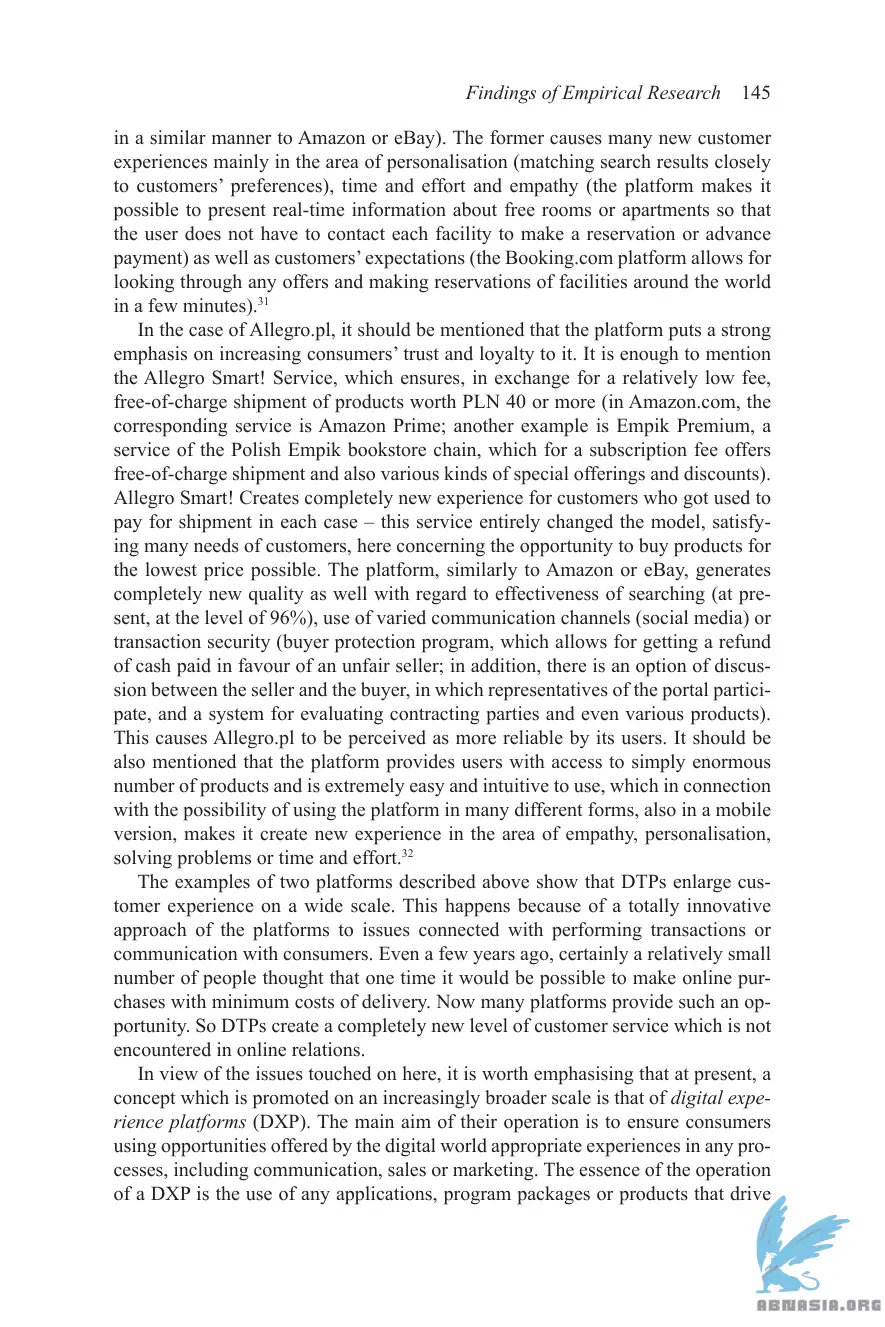 Findings of Empirical Research 145
in a similar manner to Amazon or eBay). The former causes many new customer
experiences mainly in the area of personalisation (matching search results closely
to customers’ preferences), time and effort and empathy (the platform makes it
possible to present real-time information about free rooms or apartments so that
the user does not have to contact each facility to make a reservation or advance
payment) as well as customers’ expectations (the Booking.com platform allows for
looking through any offers and making reservations of facilities around the world
in a few minutes).31
In the case of Allegro.pl, it should be mentioned that the platform puts a strong
emphasis on increasing consumers’ trust and loyalty to it. It is enough to mention
the Allegro Smart! Service, which ensures, in exchange for a relatively low fee,
free-of-charge shipment of products worth PLN 40 or more (in Amazon.com, the
corresponding service is Amazon Prime; another example is Empik Premium, a
service of the Polish Empik bookstore chain, which for a subscription fee offers
free-of-charge shipment and also various kinds of special offerings and discounts).
Allegro Smart! Creates completely new experience for customers who got used to
pay for shipment in each case – this service entirely changed the model, satisfy-
ing many needs of customers, here concerning the opportunity to buy products for
the lowest price possible. The platform, similarly to Amazon or eBay, generates
completely new quality as well with regard to effectiveness of searching (at pre-
sent, at the level of 96%), use of varied communication channels (social media) or
transaction security (buyer protection program, which allows for getting a refund
of cash paid in favour of an unfair seller; in addition, there is an option of discus-
sion between the seller and the buyer, in which representatives of the portal partici-
pate, and a system for evaluating contracting parties and even various products).
This causes Allegro.pl to be perceived as more reliable by its users. It should be
also mentioned that the platform provides users with access to simply enormous
number of products and is extremely easy and intuitive to use, which in connection
with the possibility of using the platform in many different forms, also in a mobile
version, makes it create new experience in the area of empathy, personalisation,
solving problems or time and effort.32
The examples of two platforms described above show that DTPs enlarge cus-
tomer experience on a wide scale. This happens because of a totally innovative
approach of the platforms to issues connected with performing transactions or
communication with consumers. Even a few years ago, certainly a relatively small
number of people thought that one time it would be possible to make online pur-
chases with minimum costs of delivery. Now many platforms provide such an op-
portunity. So DTPs create a completely new level of customer service which is not
encountered in online relations.
In view of the issues touched on here, it is worth emphasising that at present, a
concept which is promoted on an increasingly broader scale is that of digital expe-
rience platforms (DXP). The main aim of their operation is to ensure consumers
using opportunities offered by the digital world appropriate experiences in any pro-
cesses, including communication, sales or marketing. The essence of the operation
of a DXP is the use of any applications, program packages or products that drive
ABNASIA.ORG